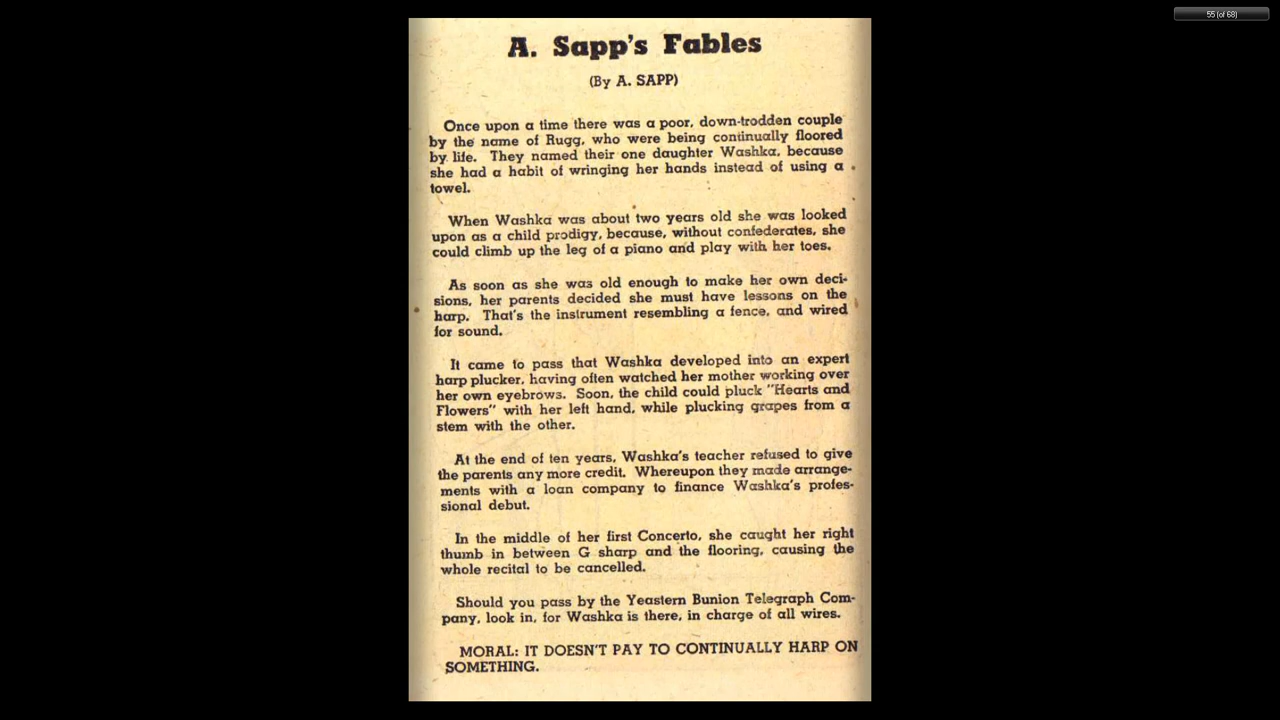 55 (of 68)
A. Sapp's Fables
(By A. SAPP)
Once upon a time there was a poor, down-trodden couple
by the name of Rugg, who were being continually floored
by life. They named their one daughter Washka, because
she had a habit of wringing her hands instead of using a
towel.
When Washka was about two years old she was looked
upon as a child prodigy, because, without confederates, she
could climb up the leg of a piano and play with her toes.
As soon as she was old enough to make her own deci-
sions, her parents decided she must have lessons on the
harp. That's the instrument resembling a fence, and wired
for sound.
It came to pass that Washka developed into an expert
harp plucker, having often watched her mother working over
her own eyebrows. Soon, the child could pluck "Hearts and
Flowers" with her left hand, while plucking grapes from a
stem with the other.
At the end of ten years, Washka's teacher refused to give
the parents any more credit. Whereupon they made arrange-
ments with a loan company to finance Washka's profes-
sional debut.
In the middle of her first Concerto, she caught her right
thumb in between G sharp and the flooring, causing the
whole recital to be cancelled.
Should you pass by the Yeastern Bunion Telegraph Com-
pany, look in, for Washka is there, in charge of all wires.
MORAL: IT DOESN'T PAY TO CONTINUALLY HARP ON
SOMETHING.